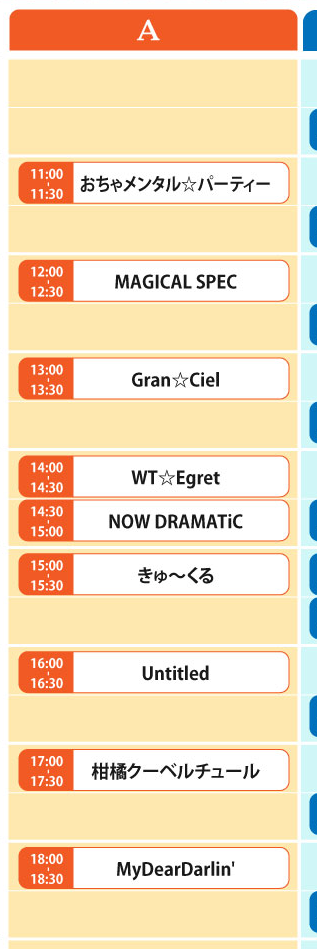 A
11:00
-
11:30
おちゃメンタル☆パーティー
12:00
-
12:30
MAGICAL SPEC
13:00
-
13:30
Gran☆Ciel
14:00
-
14:30
WT☆Egret
14:30
-
15:00
NOW DRAMATiC
15:00
-
15:30
きゅ〜くる
16:00
-
16:30
Untitled
17:00
-
17:30
柑橘クーベルチュール
18:00
-
18:30
MyDearDarlin'